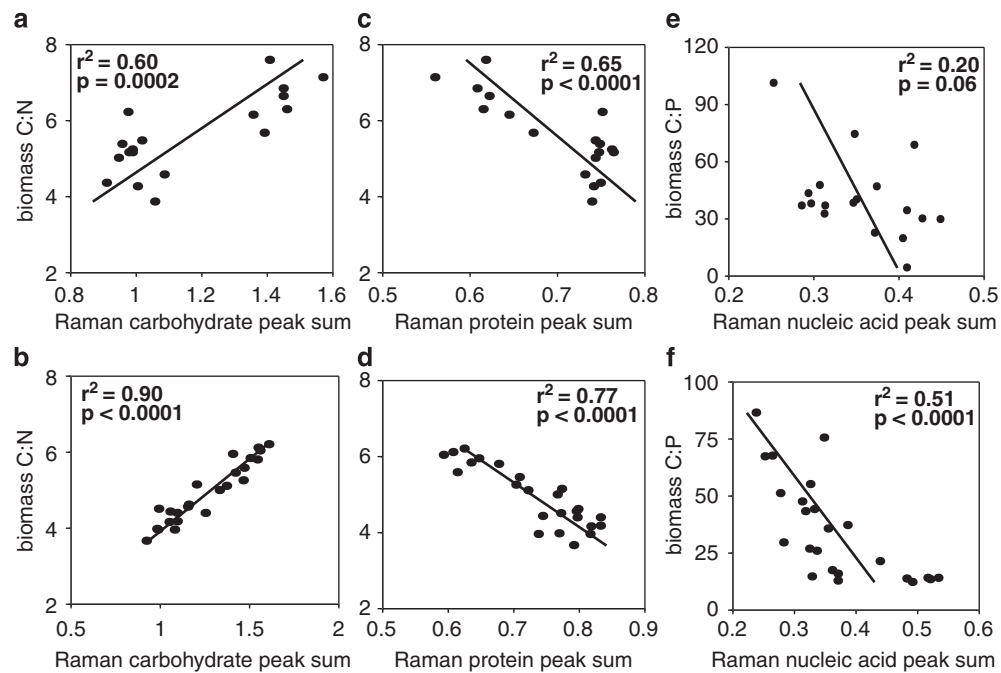 a
r² = 0.60
p = 0.0002
biomass C:N
8
6
4
2
0.8 1 1.2 1.4 1.6
Raman carbohydrate peak sum
c
r² = 0.65
p < 0.0001
8
6
4
2
0.5 0.6 0.7 0.8
Raman protein peak sum
e
r² = 0.20
p = 0.06
biomass C:P
120
90
60
30
0
0.2 0.3 0.4 0.5
Raman nucleic acid peak sum
b
r² = 0.90
p < 0.0001
biomass C:N
8
6
4
2
0.5 1 1.5 2
Raman carbohydrate peak sum
d
r² = 0.77
p < 0.0001
8
6
4
2
0.5 0.6 0.7 0.8 0.9
Raman protein peak sum
f
r² = 0.51
p < 0.0001
biomass C:P
100
75
50
25
0
0.2 0.3 0.4 0.5 0.6
Raman nucleic acid peak sum